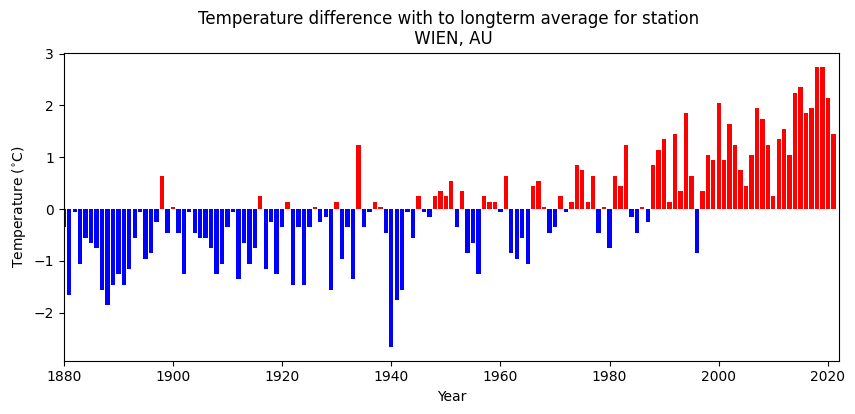 Temperature difference with to longterm average for station
WIEN, AU
Temperature (°C)
3
2
1
0
−1
−2
1880 1900 1920 1940 1960 1980 2000 2020
Year